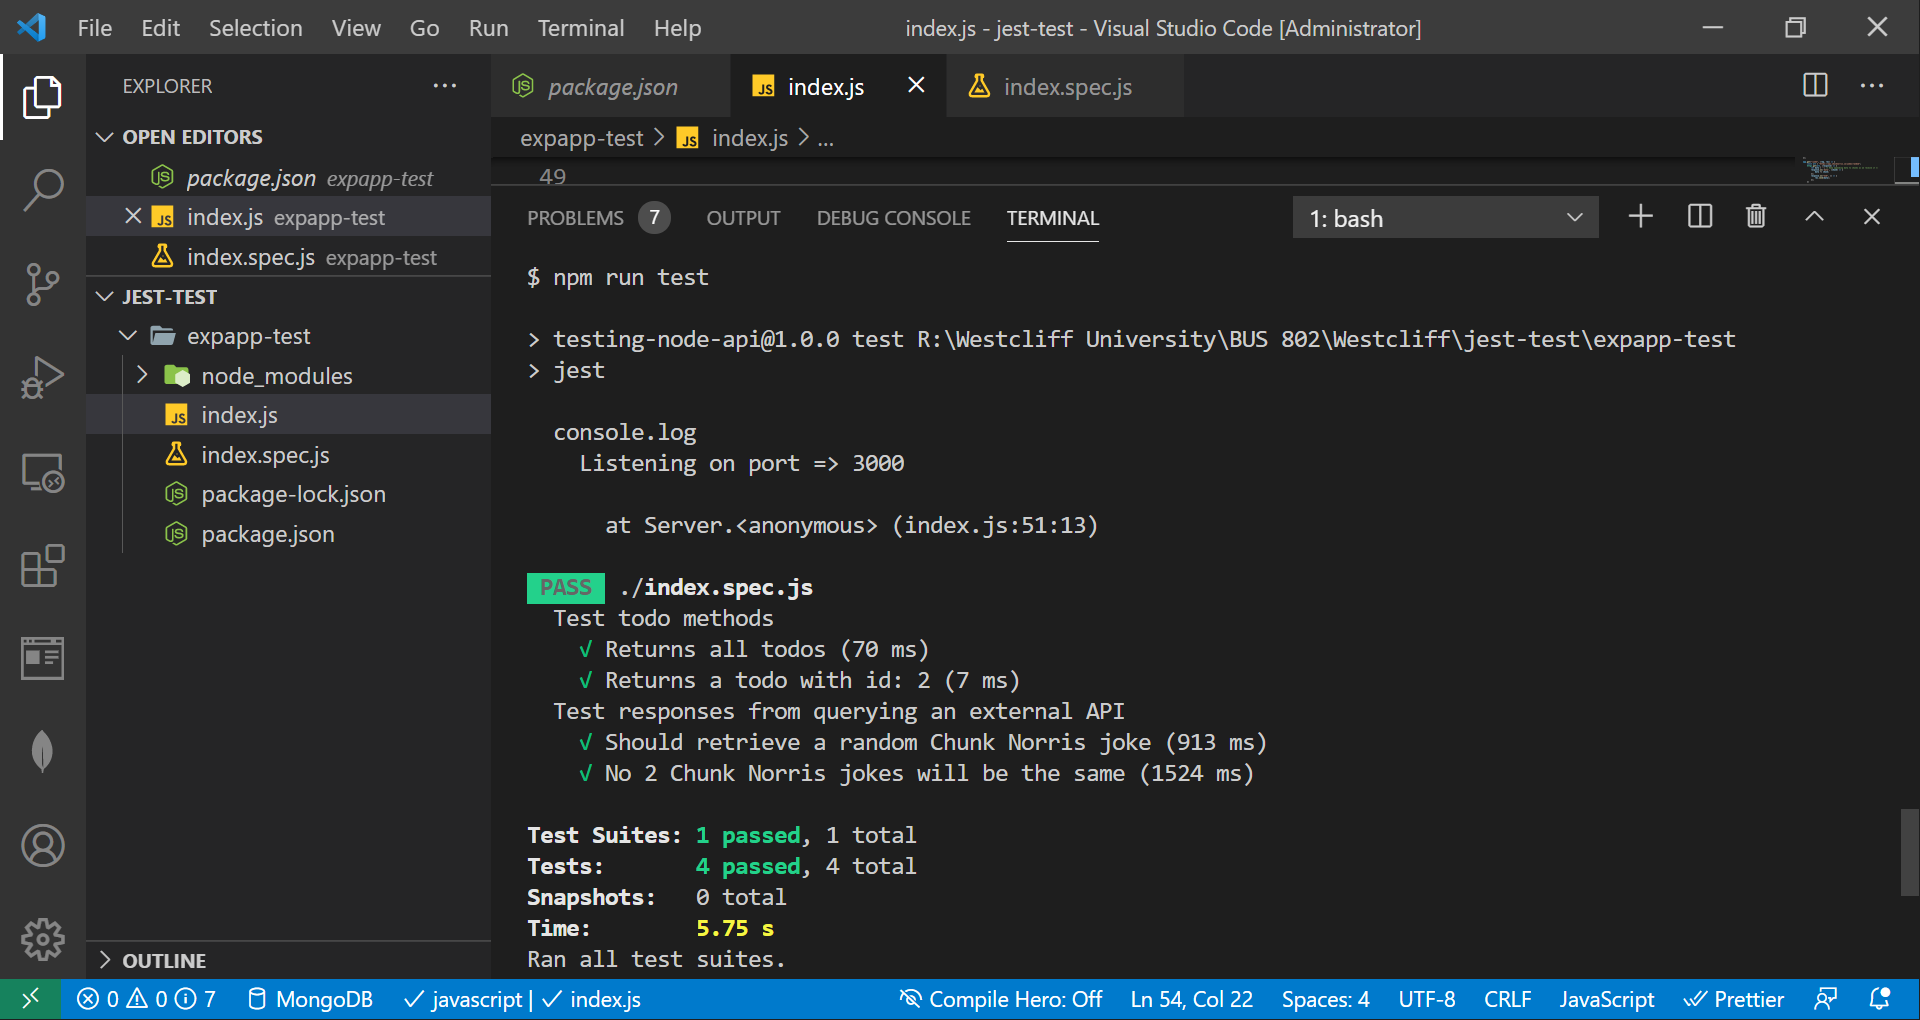 File Edit Selection View Go Run Terminal Help
index.js - jest-test - Visual Studio Code [Administrator]
EXPLORER
OPEN EDITORS
package.json expapp-test
index.js expapp-test
index.spec.js expapp-test
JEST-TEST
expapp-test
node_modules
index.js
index.spec.js
package-lock.json
package.json
OUTLINE
package.json index.js index.spec.js
expapp-test > index.js > ...
49
PROBLEMS 7 OUTPUT DEBUG CONSOLE TERMINAL 1: bash
$ npm run test
> testing-node-api@1.0.0 test R:\Westcliff University\BUS 802\Westcliff\jest-test\expapp-test
> jest
console.log
Listening on port => 3000
at Server.<anonymous> (index.js:51:13)
PASS ./index.spec.js
Test todo methods
√ Returns all todos (70 ms)
√ Returns a todo with id: 2 (7 ms)
Test responses from querying an external API
√ Should retrieve a random Chunk Norris joke (913 ms)
√ No 2 Chunk Norris jokes will be the same (1524 ms)
Test Suites: 1 passed, 1 total
Tests: 4 passed, 4 total
Snapshots: 0 total
Time: 5.75 s
Ran all test suites.
0 0 7 MongoDB javascript | index.js Compile Hero: Off Ln 54, Col 22 Spaces: 4 UTF-8 CRLF JavaScript Prettier